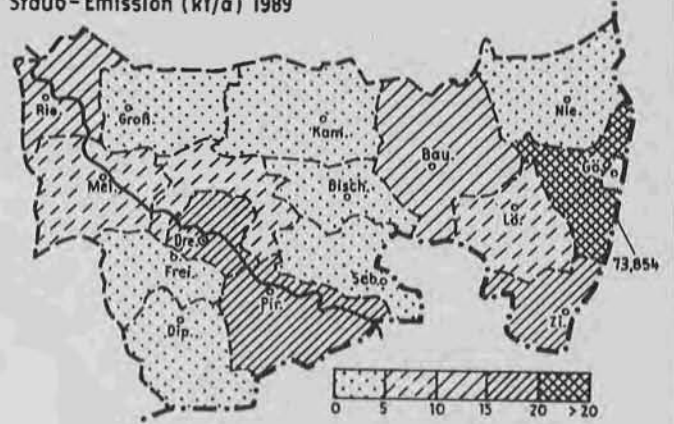 Staub-Emission (kt/a) 1989
Rie.
Groß.
Kam.
Nie.
Bau.
Gö.
Mei.
Bisch.
Lö.
Dre.
Frei.
Seb.
73,854
Pir.
Dip.
Zi.
0 5 10 15 20 >20